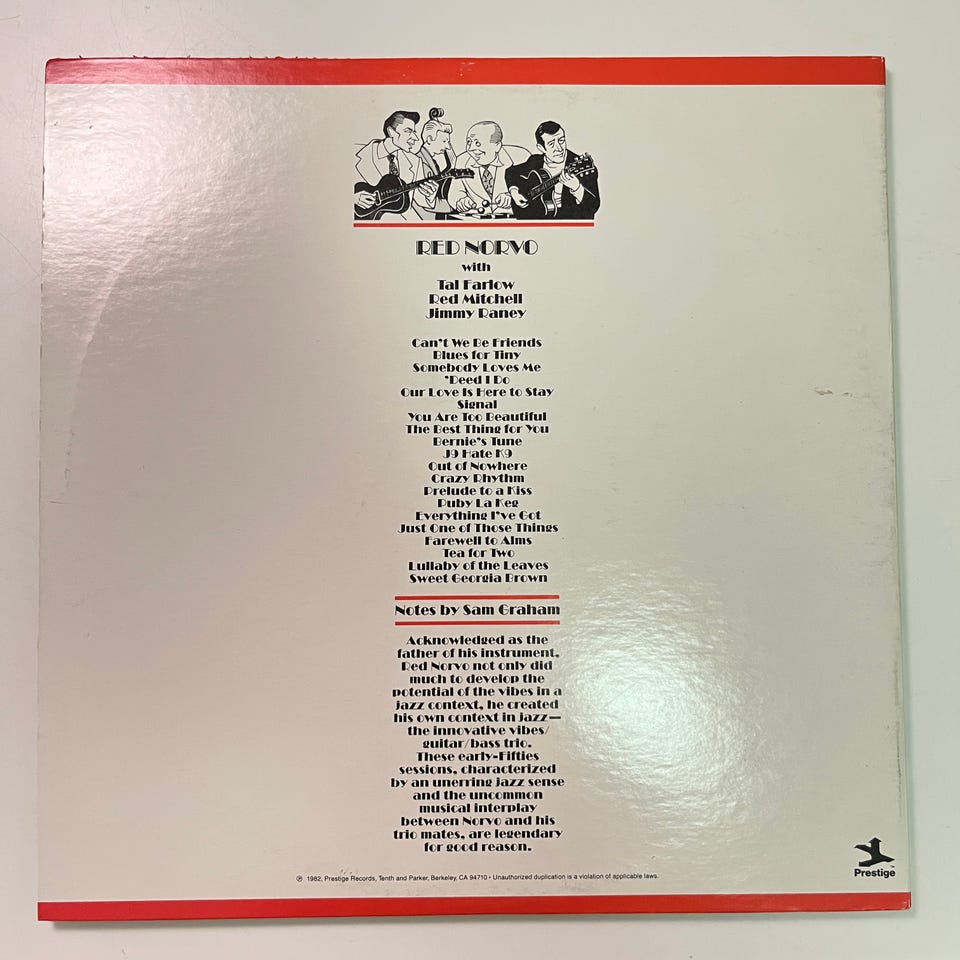 RED NORVO
with
Tal Farlow
Red Mitchell
Jimmy Raney
Can't We Be Friends
Blues for Tiny
Somebody Loves Me
'Deed I Do
Our Love Is Here to Stay
Signal
You Are Too Beautiful
The Best Thing for You
Bernie's Tune
J9 Hate K9
Out of Nowhere
Crazy Rhythm
Prelude to a Kiss
Puby La Keg
Everything I've Got
Just One of Those Things
Farewell to Alms
Tea for Two
Lullaby of the Leaves
Sweet Georgia Brown
Notes by Sam Graham
Acknowledged as the
father of his instrument,
Red Norvo not only did
much to develop the
potential of the vibes in a
jazz context, he created
his own context in jazz—
the innovative vibes/
guitar/bass trio.
These early-Fifties
sessions, characterized
by an unerring jazz sense
and the uncommon
musical interplay
between Norvo and his
trio mates, are legendary
for good reason.
℗ 1982, Prestige Records, Tenth and Parker, Berkeley, CA 94710 • Unauthorized duplication is a violation of applicable laws.
Prestige